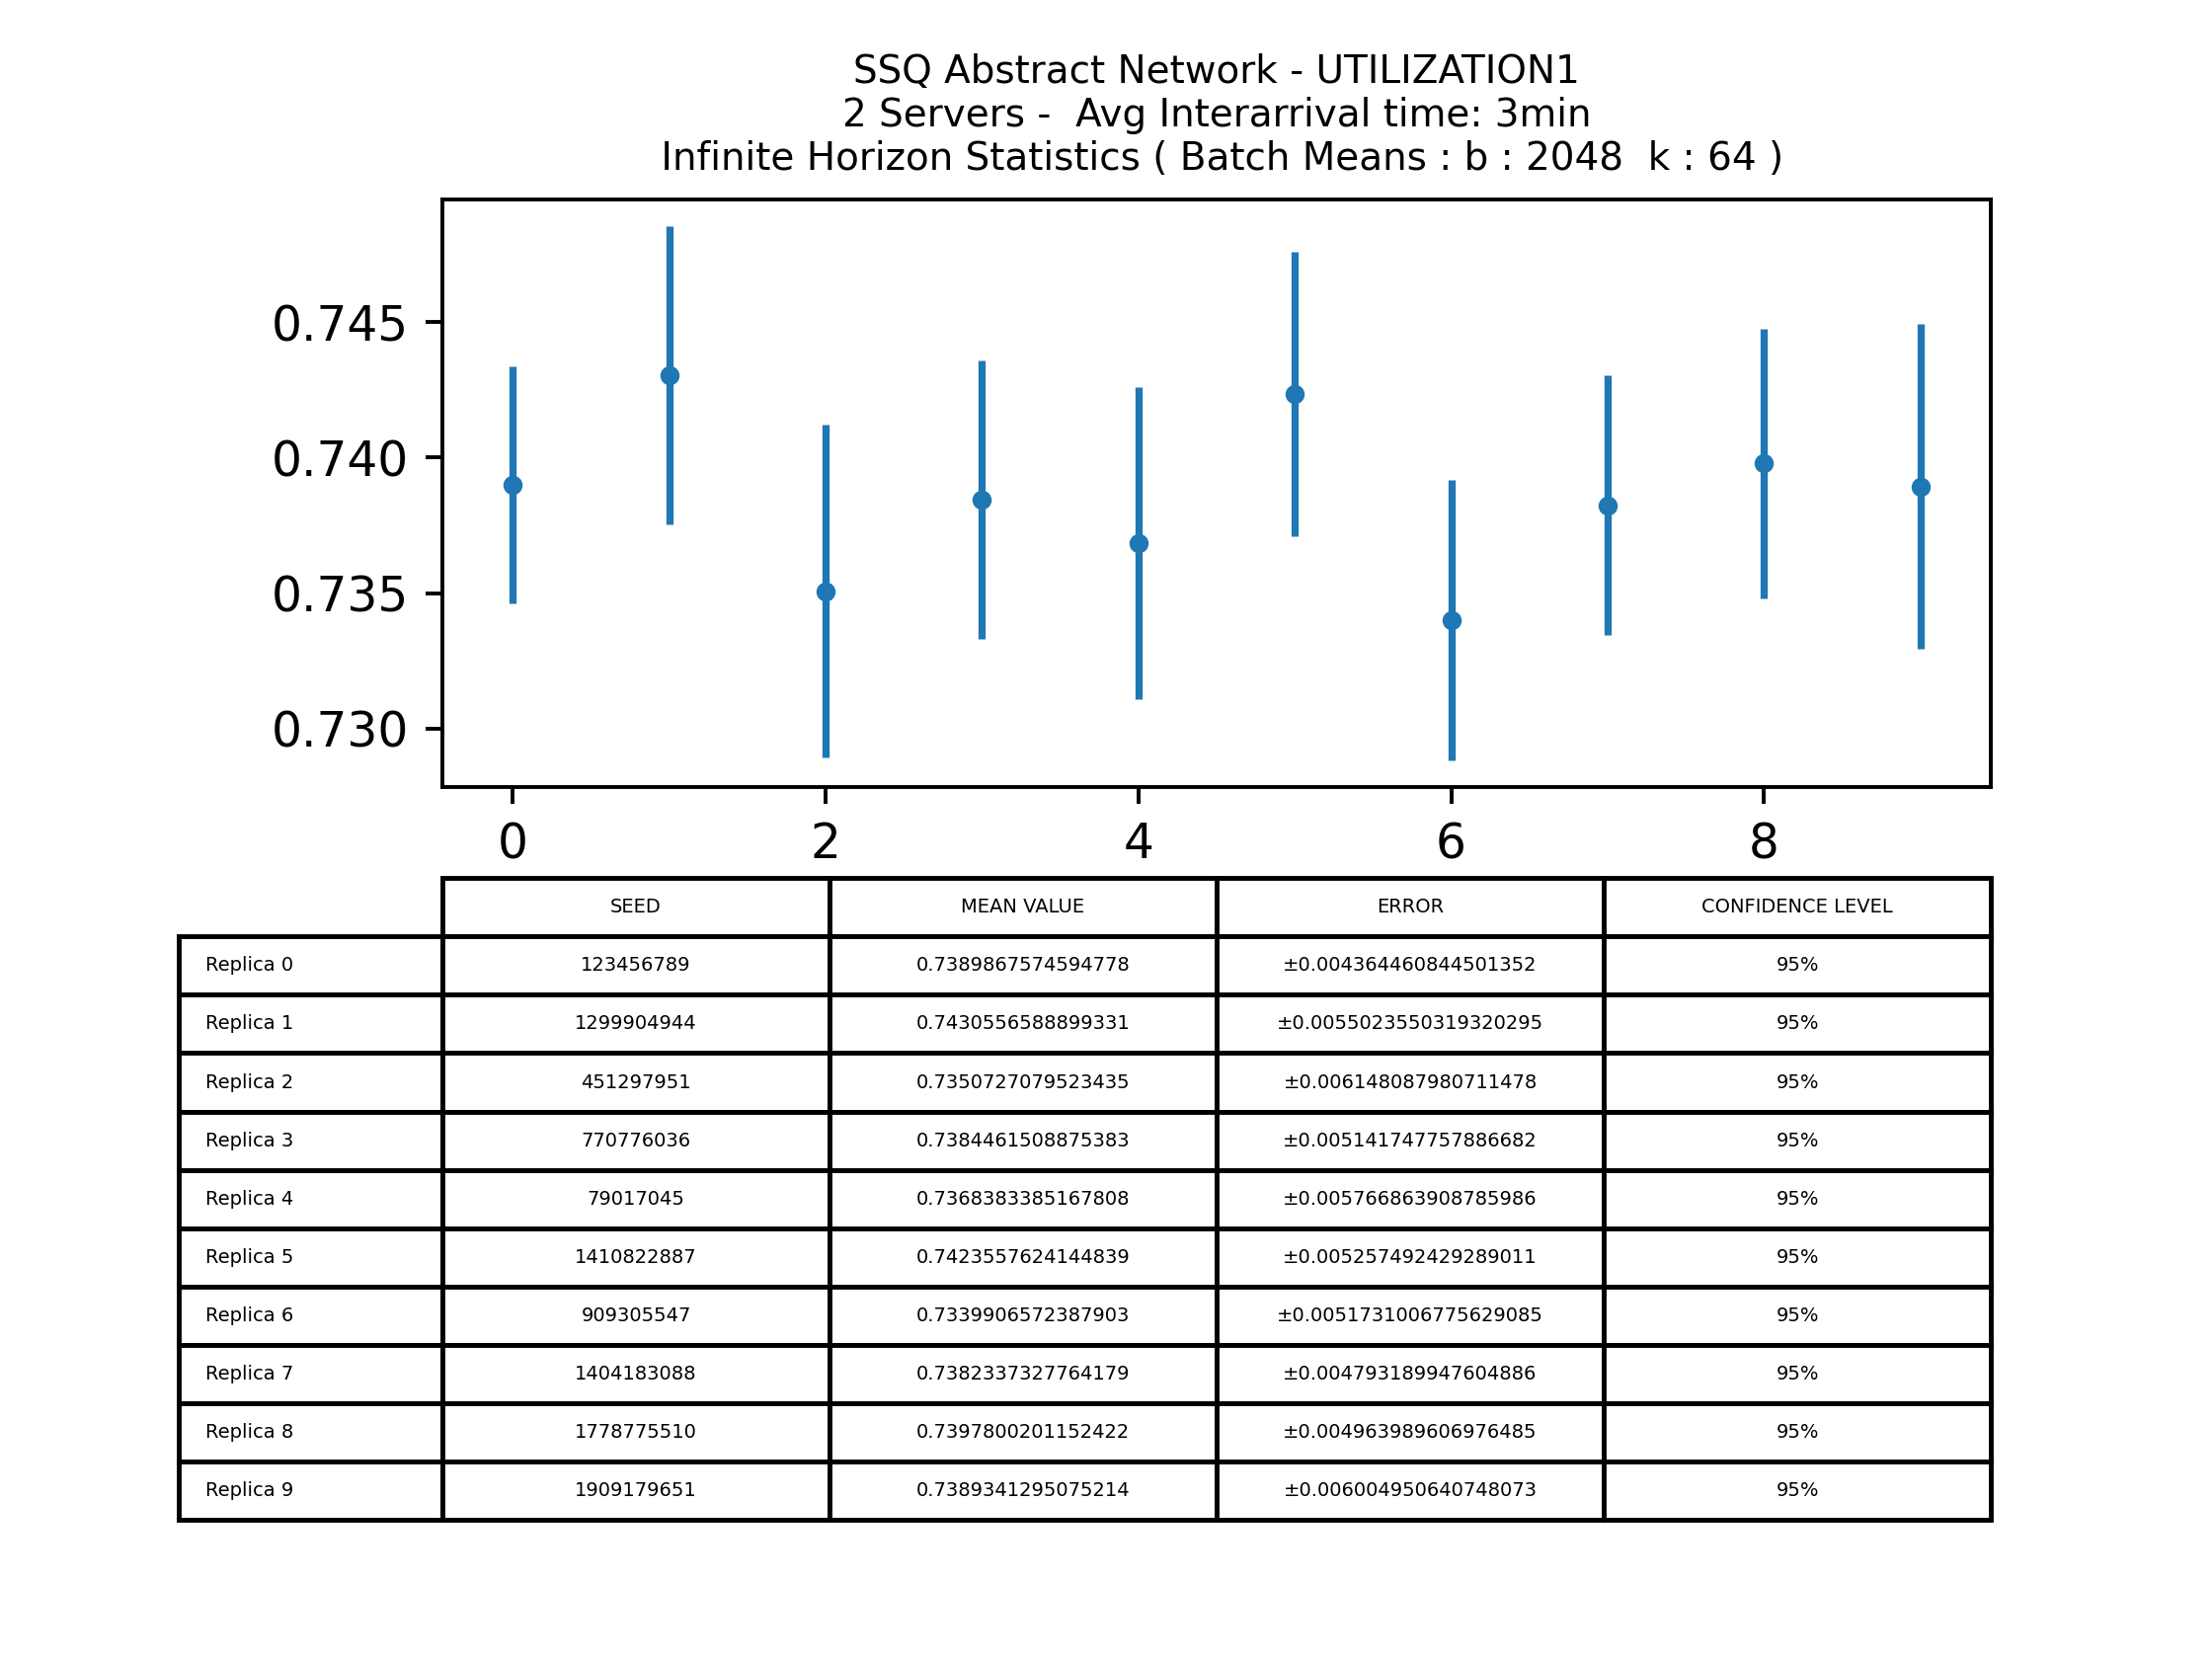 SSQ Abstract Network - UTILIZATION1
2 Servers -  Avg Interarrival time: 3min
Infinite Horizon Statistics ( Batch Means : b : 2048  k : 64 )
0.745
0.740
0.735
0.730
0 2 4 6 8
SEED MEAN VALUE ERROR CONFIDENCE LEVEL
Replica 0 123456789 0.7389867574594778 ±0.004364460844501352 95%
Replica 1 1299904944 0.7430556588899331 ±0.0055023550319320295 95%
Replica 2 451297951 0.7350727079523435 ±0.006148087980711478 95%
Replica 3 770776036 0.7384461508875383 ±0.005141747757886682 95%
Replica 4 79017045 0.7368383385167808 ±0.005766863908785986 95%
Replica 5 1410822887 0.7423557624144839 ±0.005257492429289011 95%
Replica 6 909305547 0.7339906572387903 ±0.0051731006775629085 95%
Replica 7 1404183088 0.7382337327764179 ±0.004793189947604886 95%
Replica 8 1778775510 0.7397800201152422 ±0.004963989606976485 95%
Replica 9 1909179651 0.7389341295075214 ±0.006004950640748073 95%